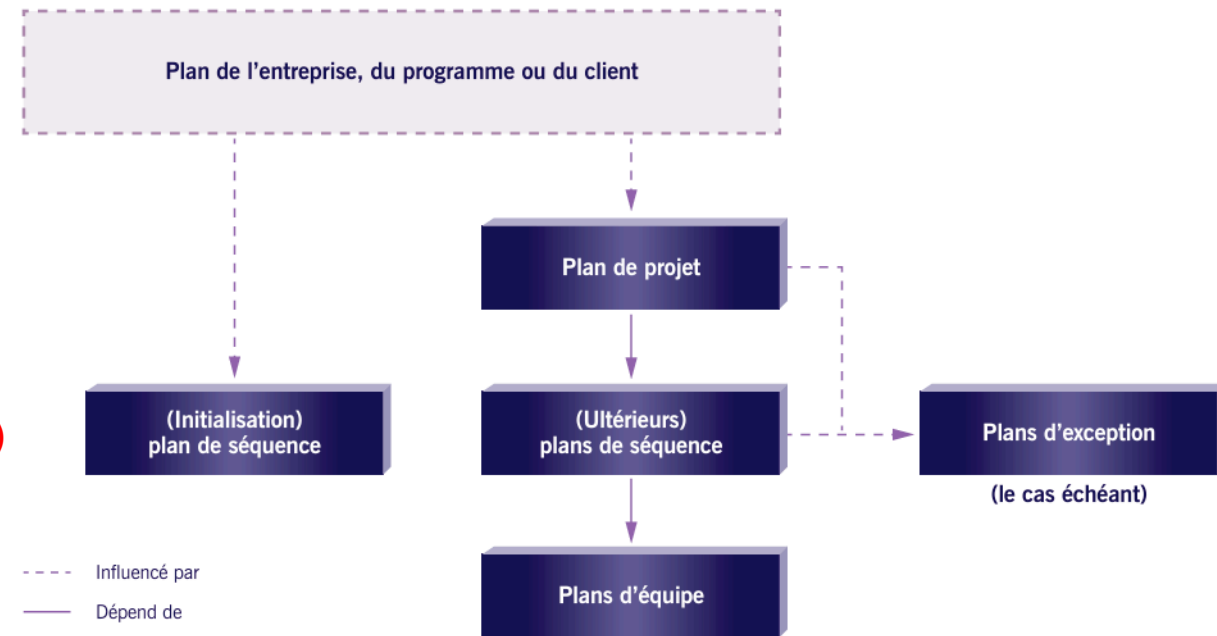 Plan de l’entreprise, du programme ou du client
Plan de projet
(Initialisation)
plan de séquence
(Ultérieurs)
plans de séquence
Plans d’exception
(le cas échéant)
Plans d’équipe
Influencé par
Dépend de